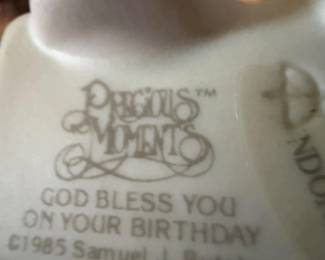 PRECIOUS™
MOMENTS
GOD BLESS YOU
ON YOUR BIRTHDAY
©1985 Samuel J.